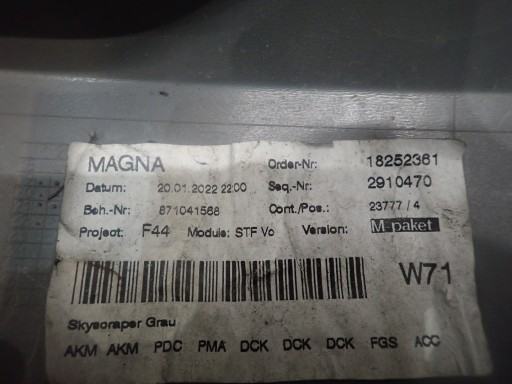 MAGNA Order-Nr: 18252361
Datum: 20.01.2022 22:00 Seq.-Nr: 2910470
Beh.-Nr: 871041568 Cont./Pos.: 23777 / 4
Project: F44 Module: STF Vo Version: M-paket
W71
Skyscraper Grau
AKM AKM PDC PMA DCK DCK DCK FGS ACC